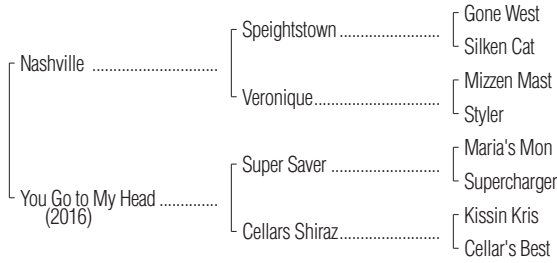 Gone West
Speightstown ....................
Silken Cat
Nashville .........................
Mizzen Mast
Veronique.........................
Styler
Maria's Mon
Super Saver ......................
Supercharger
You Go to My Head ............
(2016)
Kissin Kris
Cellars Shiraz....................
Cellar's Best